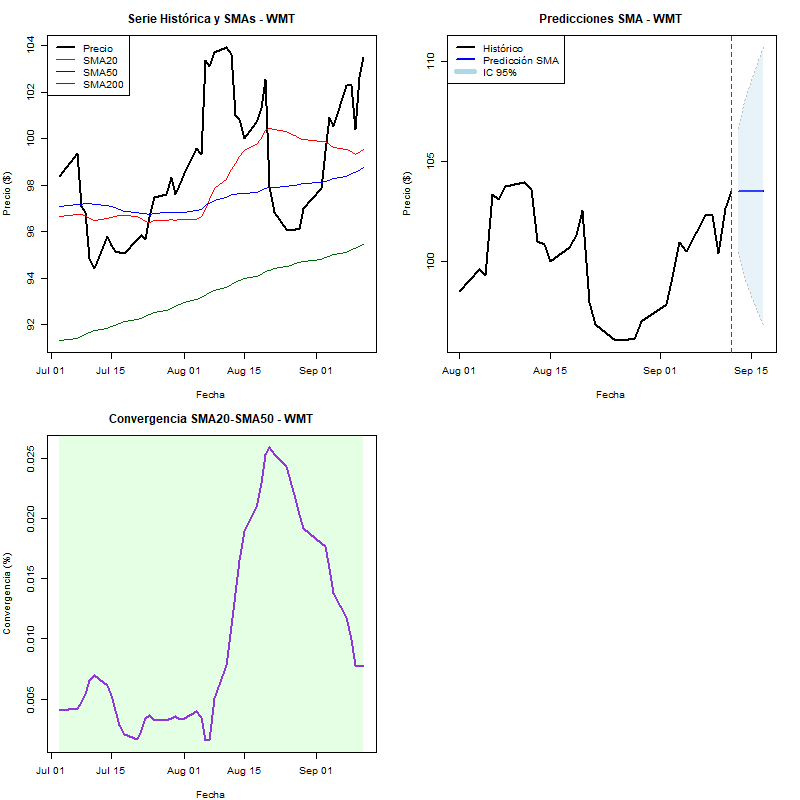 Serie Histórica y SMAs - WMT
Precio
SMA20
SMA50
SMA200
Precio ($)
104
102
100
98
96
94
92
Jul 01
Jul 15
Aug 01
Aug 15
Sep 01
Fecha
Predicciones SMA - WMT
Histórico
Predicción SMA
IC 95%
Precio ($)
110
105
100
Aug 01
Aug 15
Sep 01
Sep 15
Fecha
Convergencia SMA20-SMA50 - WMT
Convergencia (%)
0.025
0.020
0.015
0.010
0.005
Jul 01
Jul 15
Aug 01
Aug 15
Sep 01
Fecha